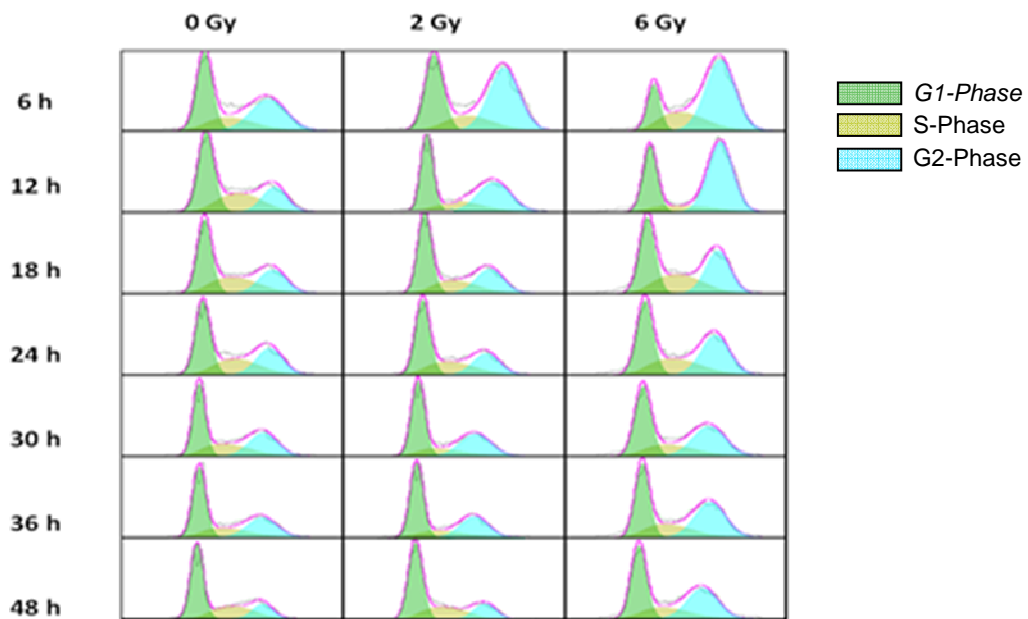 0 Gy 2 Gy 6 Gy
6 h
G1-Phase
S-Phase
G2-Phase
12 h
18 h
24 h
30 h
36 h
48 h